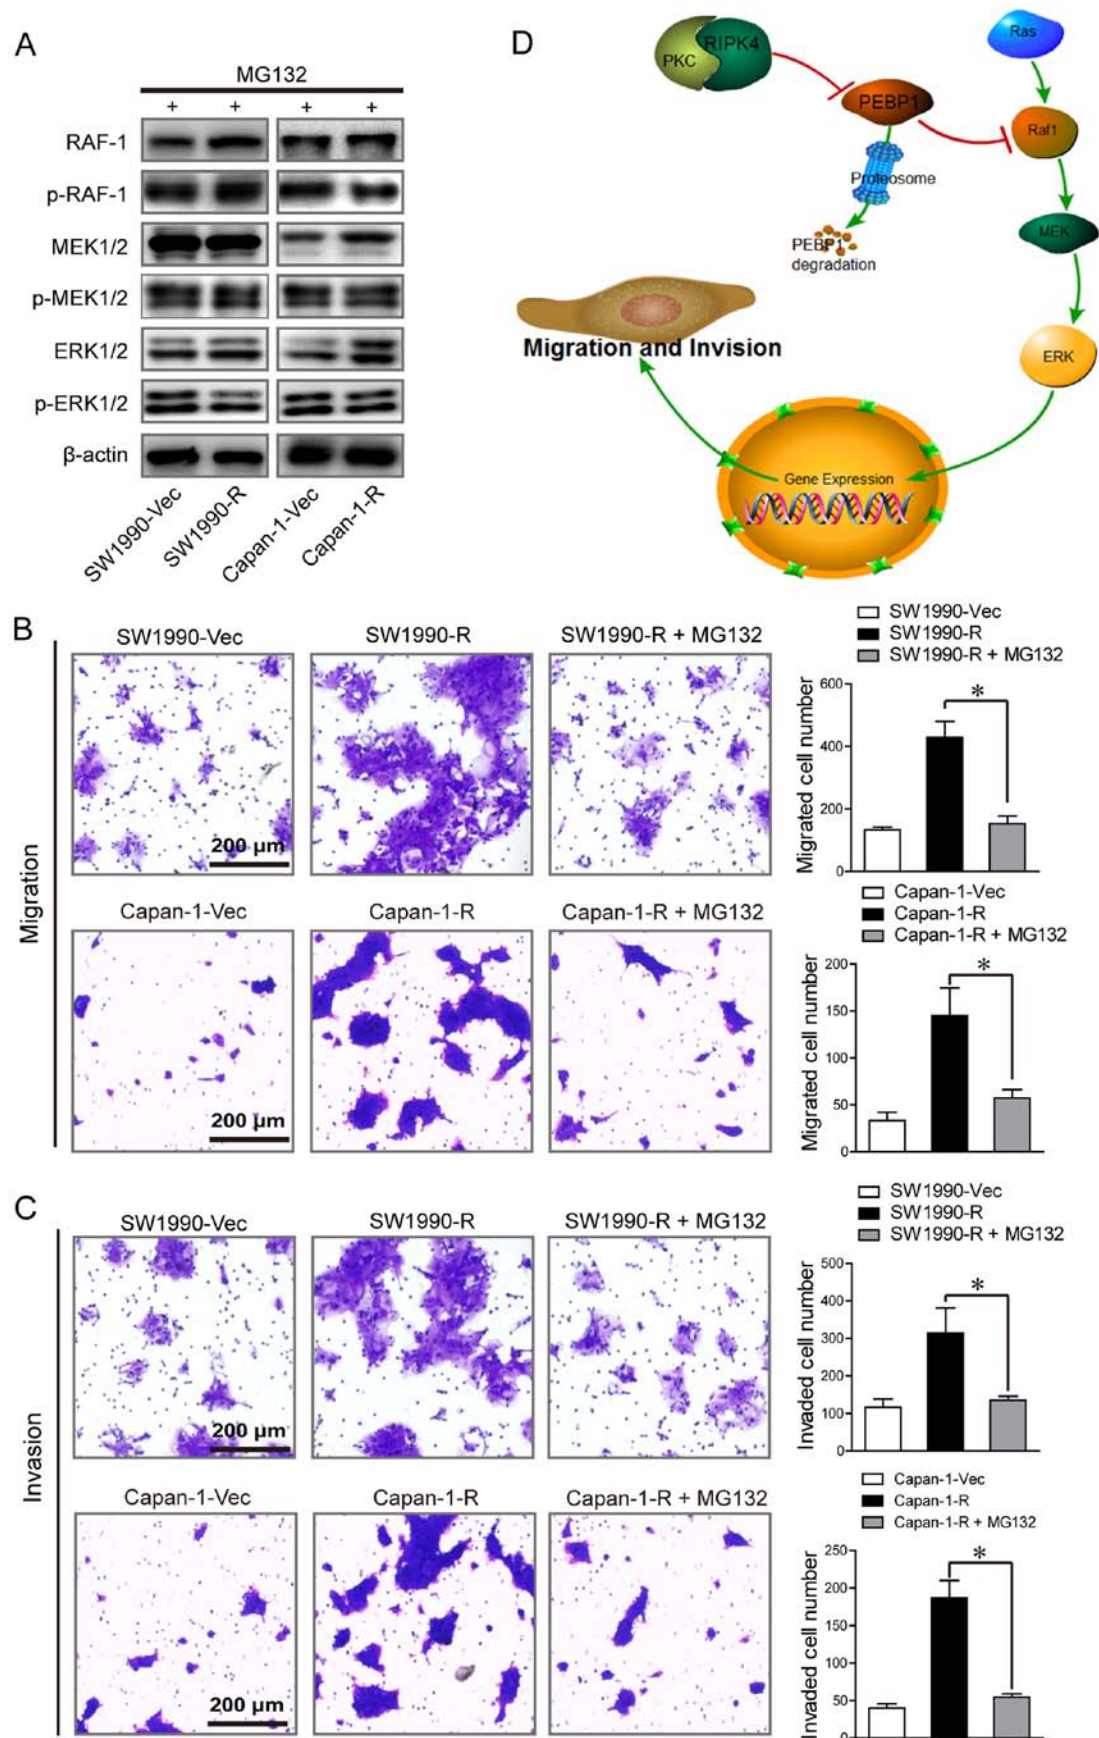 A
MG132
+ + + +
RAF-1
p-RAF-1
MEK1/2
p-MEK1/2
ERK1/2
p-ERK1/2
β-actin
SW1990-Vec
SW1990-R
Capan-1-Vec
Capan-1-R
D
PKC
RIPK4
PEBP1
Ras
Raf1
Proteosome
PEBP1
degradation
MEK
ERK
Migration and Invision
Gene Expression
B
Migration
SW1990-Vec
SW1990-R
SW1990-R + MG132
200 μm
SW1990-Vec
SW1990-R
SW1990-R + MG132
Migrated cell number
600
400
200
0
*
Capan-1-Vec
Capan-1-R
Capan-1-R + MG132
200 μm
Capan-1-Vec
Capan-1-R
Capan-1-R + MG132
Migrated cell number
200
150
100
50
0
*
C
Invasion
SW1990-Vec
SW1990-R
SW1990-R + MG132
200 μm
SW1990-Vec
SW1990-R
SW1990-R + MG132
Invaded cell number
500
400
300
200
100
0
*
Capan-1-Vec
Capan-1-R
Capan-1-R + MG132
200 μm
Capan-1-Vec
Capan-1-R
Capan-1-R + MG132
Invaded cell number
250
200
150
100
50
0
*